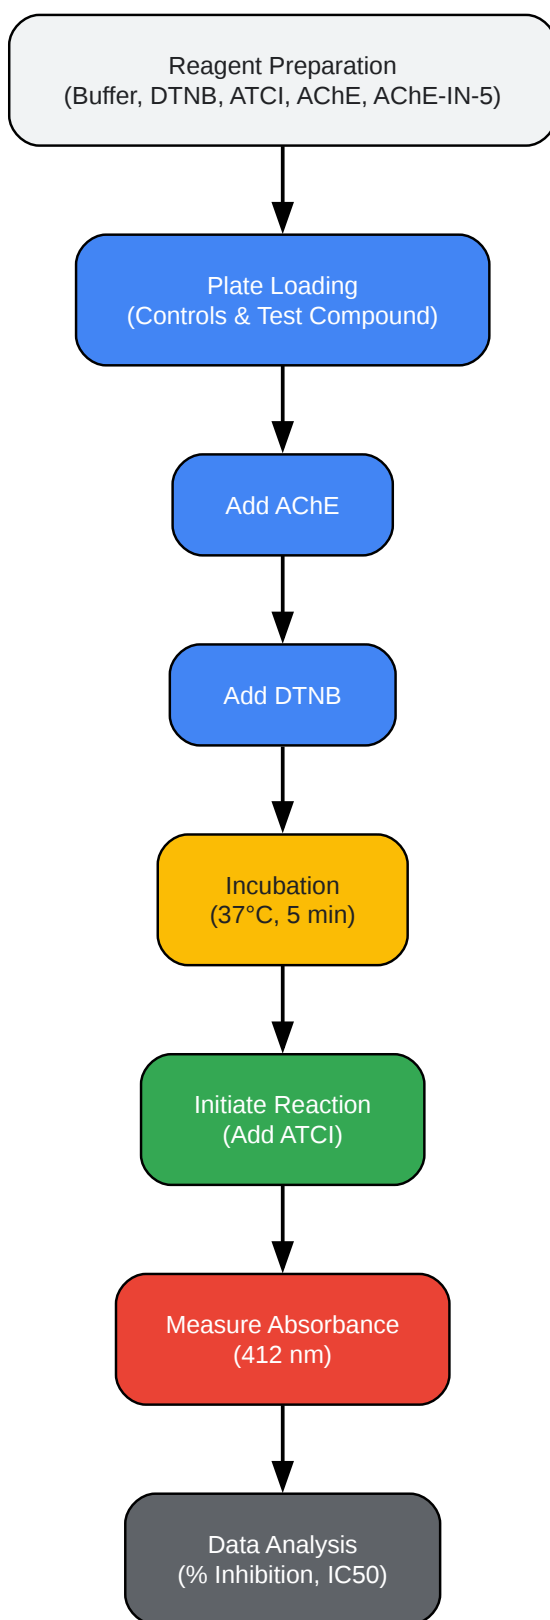 Reagent Preparation
(Buffer, DTNB, ATCI, AChE, AChE-IN-5)
Plate Loading
(Controls & Test Compound)
Add AChE
Add DTNB
Incubation
(37°C, 5 min)
Initiate Reaction
(Add ATCI)
Measure Absorbance
(412 nm)
Data Analysis
(% Inhibition, IC50)